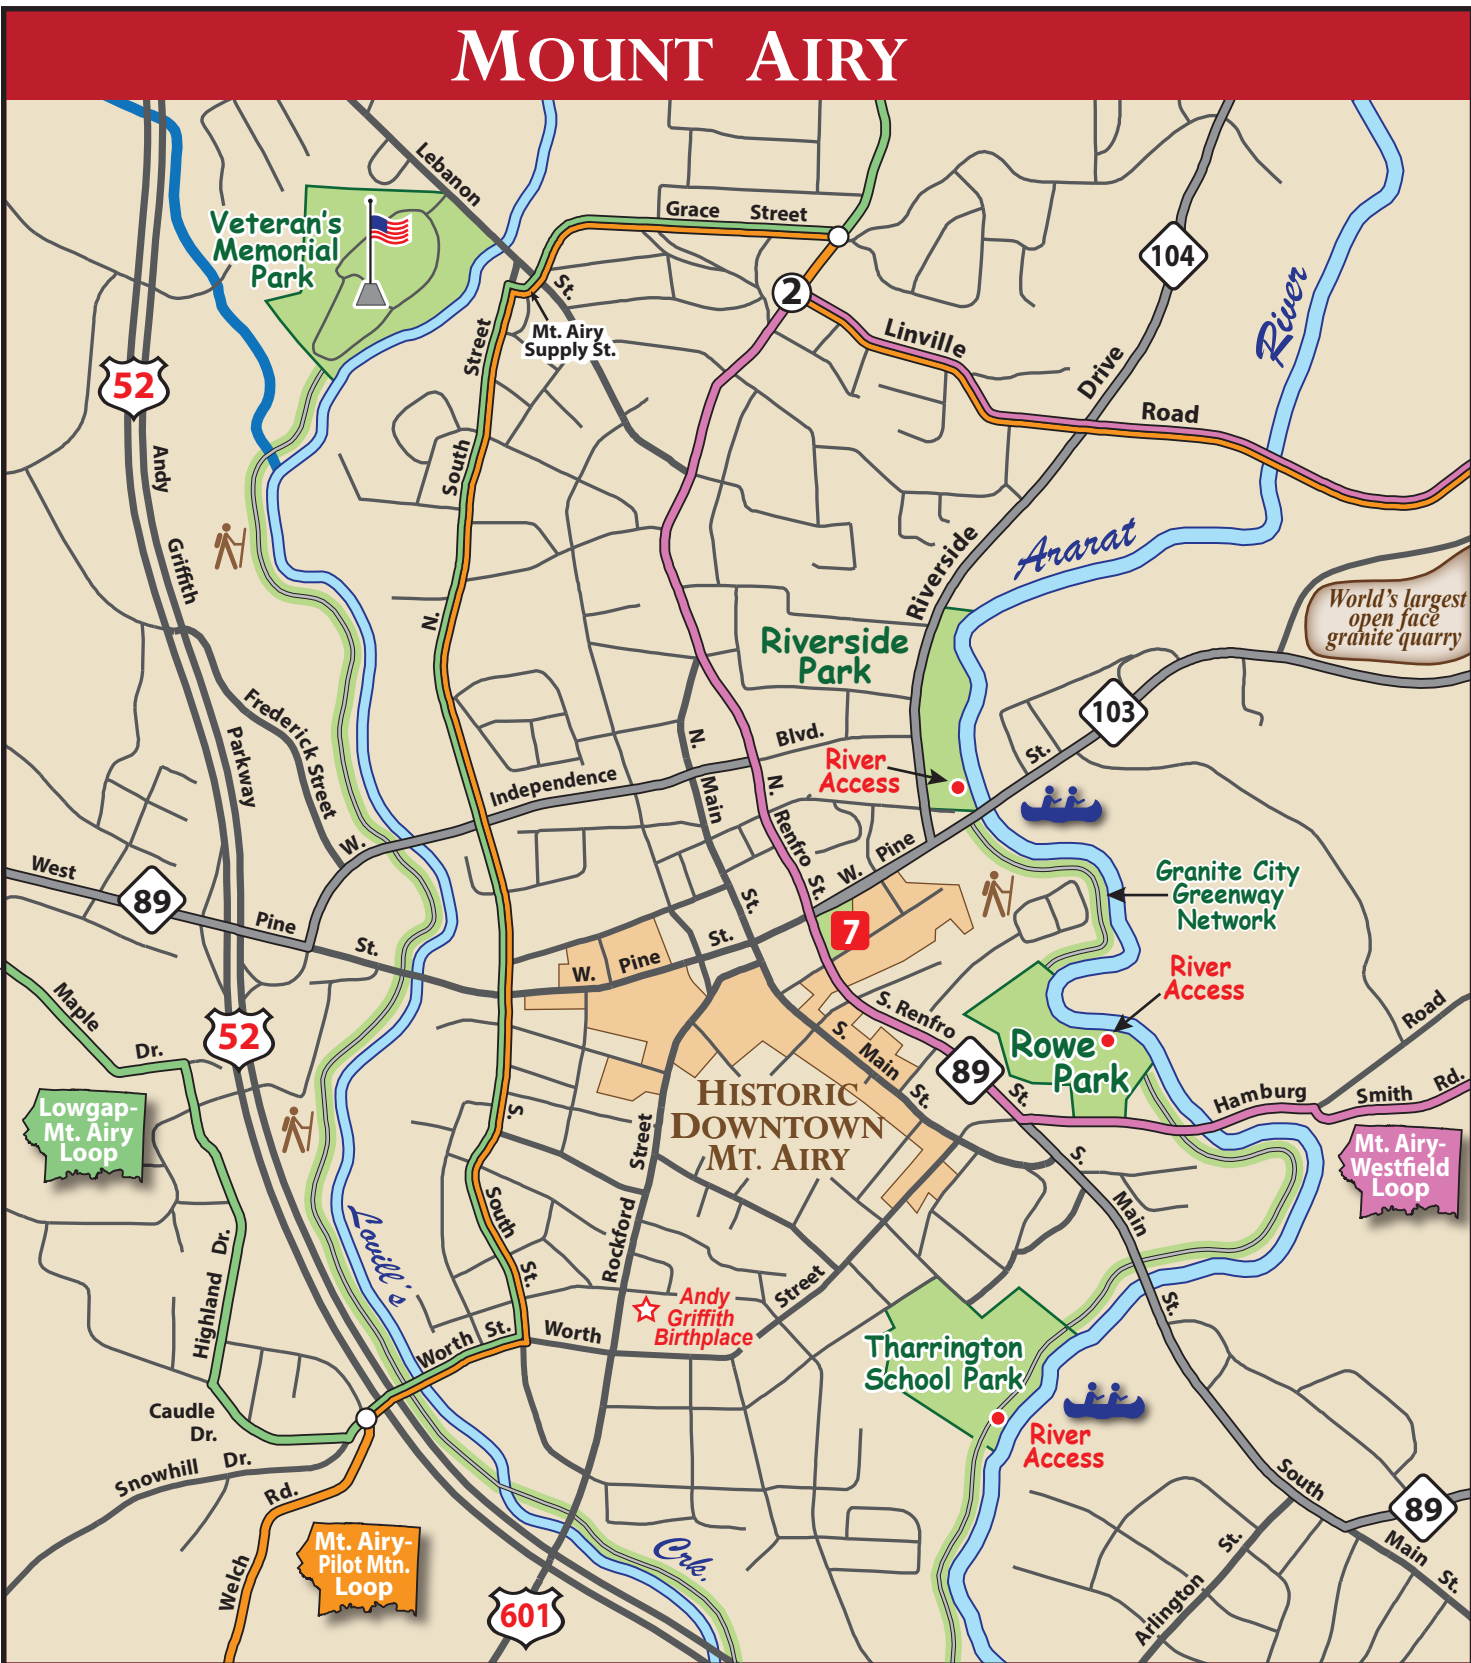 MOUNT AIRY
Lebanon
St.
Veteran's
Memorial
Park
Grace Street
104
2
River
Mt. Airy
Supply St.
Linville
Road
Drive
Riverside
52
Andy
Griffith
Parkway
Street
South
N.
Ararat
World's largest
open face
granite quarry
Riverside
Park
103
Frederick Street
N.
Main
St.
Blvd.
Independence
W.
River
Access
N.
Renfro
St.
St.
W. Pine
West
89
Pine
St.
7
Granite City
Greenway
Network
St.
W. Pine
River
Access
Maple
Dr.
52
S. Renfro
St.
S.
Main
St.
89
Rowe
Park
Road
Hamburg
Smith Rd.
Lowgap-
Mt. Airy
Loop
HISTORIC
DOWNTOWN
MT. AIRY
Mt. Airy-
Westfield
Loop
S.
South
St.
Street
Rockford
S.
Main
St.
Lovill's
Highland Dr.
Andy
Griffith
Birthplace
Street
Worth St.
Worth
Tharrington
School Park
Caudle
Dr.
River
Access
Snowhill Dr.
Rd.
Welch
Mt. Airy-
Pilot Mtn.
Loop
Crk.
601
South
89
Main
St.
St.
Arlington